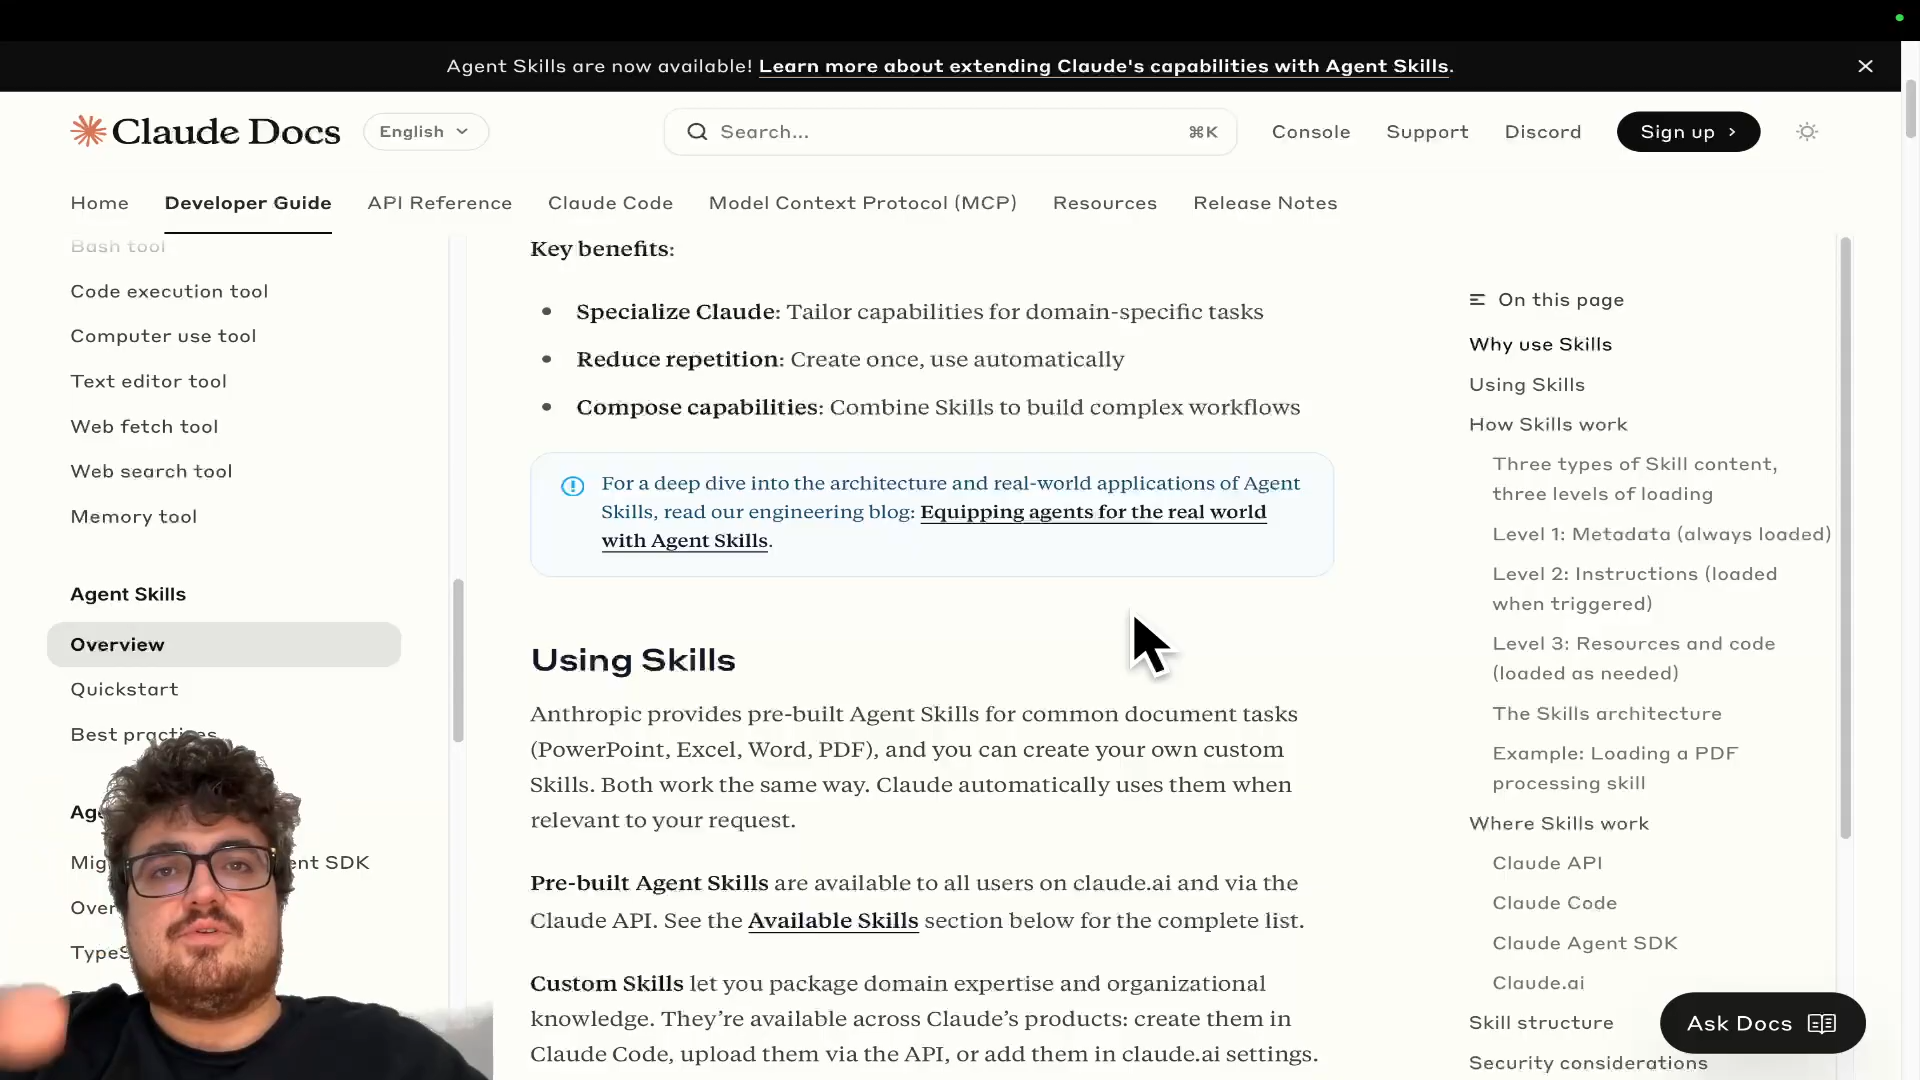 Agent Skills are now available! Learn more about extending Claude's capabilities with Agent Skills.
Claude Docs
English
Search...
⌘K
Console
Support
Discord
Sign up
Home
Developer Guide
API Reference
Claude Code
Model Context Protocol (MCP)
Resources
Release Notes
Bash tool
Code execution tool
Computer use tool
Text editor tool
Web fetch tool
Web search tool
Memory tool
Agent Skills
Overview
Quickstart
Best practices
ent SDK
Key benefits:
Specialize Claude: Tailor capabilities for domain-specific tasks
Reduce repetition: Create once, use automatically
Compose capabilities: Combine Skills to build complex workflows
For a deep dive into the architecture and real-world applications of Agent
Skills, read our engineering blog: Equipping agents for the real world
with Agent Skills.
Using Skills
Anthropic provides pre-built Agent Skills for common document tasks
(PowerPoint, Excel, Word, PDF), and you can create your own custom
Skills. Both work the same way. Claude automatically uses them when
relevant to your request.
Pre-built Agent Skills are available to all users on claude.ai and via the
Claude API. See the Available Skills section below for the complete list.
Custom Skills let you package domain expertise and organizational
knowledge. They're available across Claude's products: create them in
Claude Code, upload them via the API, or add them in claude.ai settings.
On this page
Why use Skills
Using Skills
How Skills work
Three types of Skill content,
three levels of loading
Level 1: Metadata (always loaded)
Level 2: Instructions (loaded
when triggered)
Level 3: Resources and code
(loaded as needed)
The Skills architecture
Example: Loading a PDF
processing skill
Where Skills work
Claude API
Claude Code
Claude Agent SDK
Claude.ai
Skill structure
Security considerations
Ask Docs